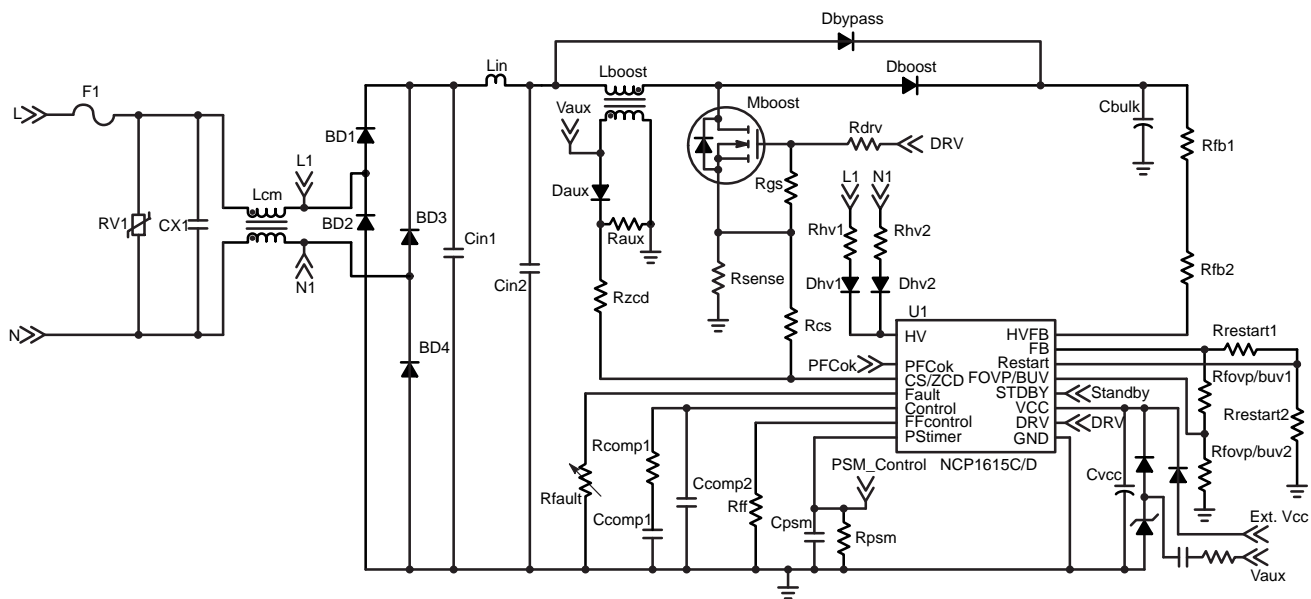 Dbypass
Lin
Lboost
Dboost
F1
Vaux
Mboost
Cbulk
L
BD1
Rdrv
DRV
Rfb1
L1
Rgs
L1
N1
Lcm
Daux
RV1
CX1
BD2
BD3
Raux
Rhv1
Rhv2
Cin1
Rsense
Rfb2
N1
Cin2
Dhv1
Dhv2
Rzcd
U1
N
Rcs
HV
HVFB
Rrestart1
BD4
FB
PFCok
PFCok
Restart
CS/ZCD
FOVP/BUV
Rfovp/buv1
Fault
STDBY
Standby
Control
VCC
Rrestart2
FFcontrol
DRV
DRV
Rcomp1
PStimer
GND
Rfovp/buv2
PSM_Control
NCP1615C/D
Rfault
Ccomp2
Cvcc
Ccomp1
Rff
Cpsm
Rpsm
Ext. Vcc
Vaux